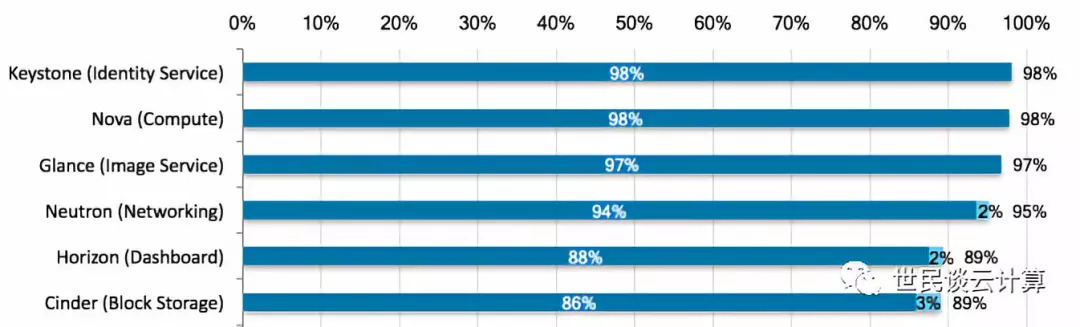 0% 10% 20% 30% 40% 50% 60% 70% 80% 90% 100%
Keystone (Identity Service) 98% 98%
Nova (Compute) 98% 98%
Glance (Image Service) 97% 97%
Neutron (Networking) 94% 2% 95%
Horizon (Dashboard) 88% 2% 89%
世民谈云计算
Cinder (Block Storage) 86% 3% 89%